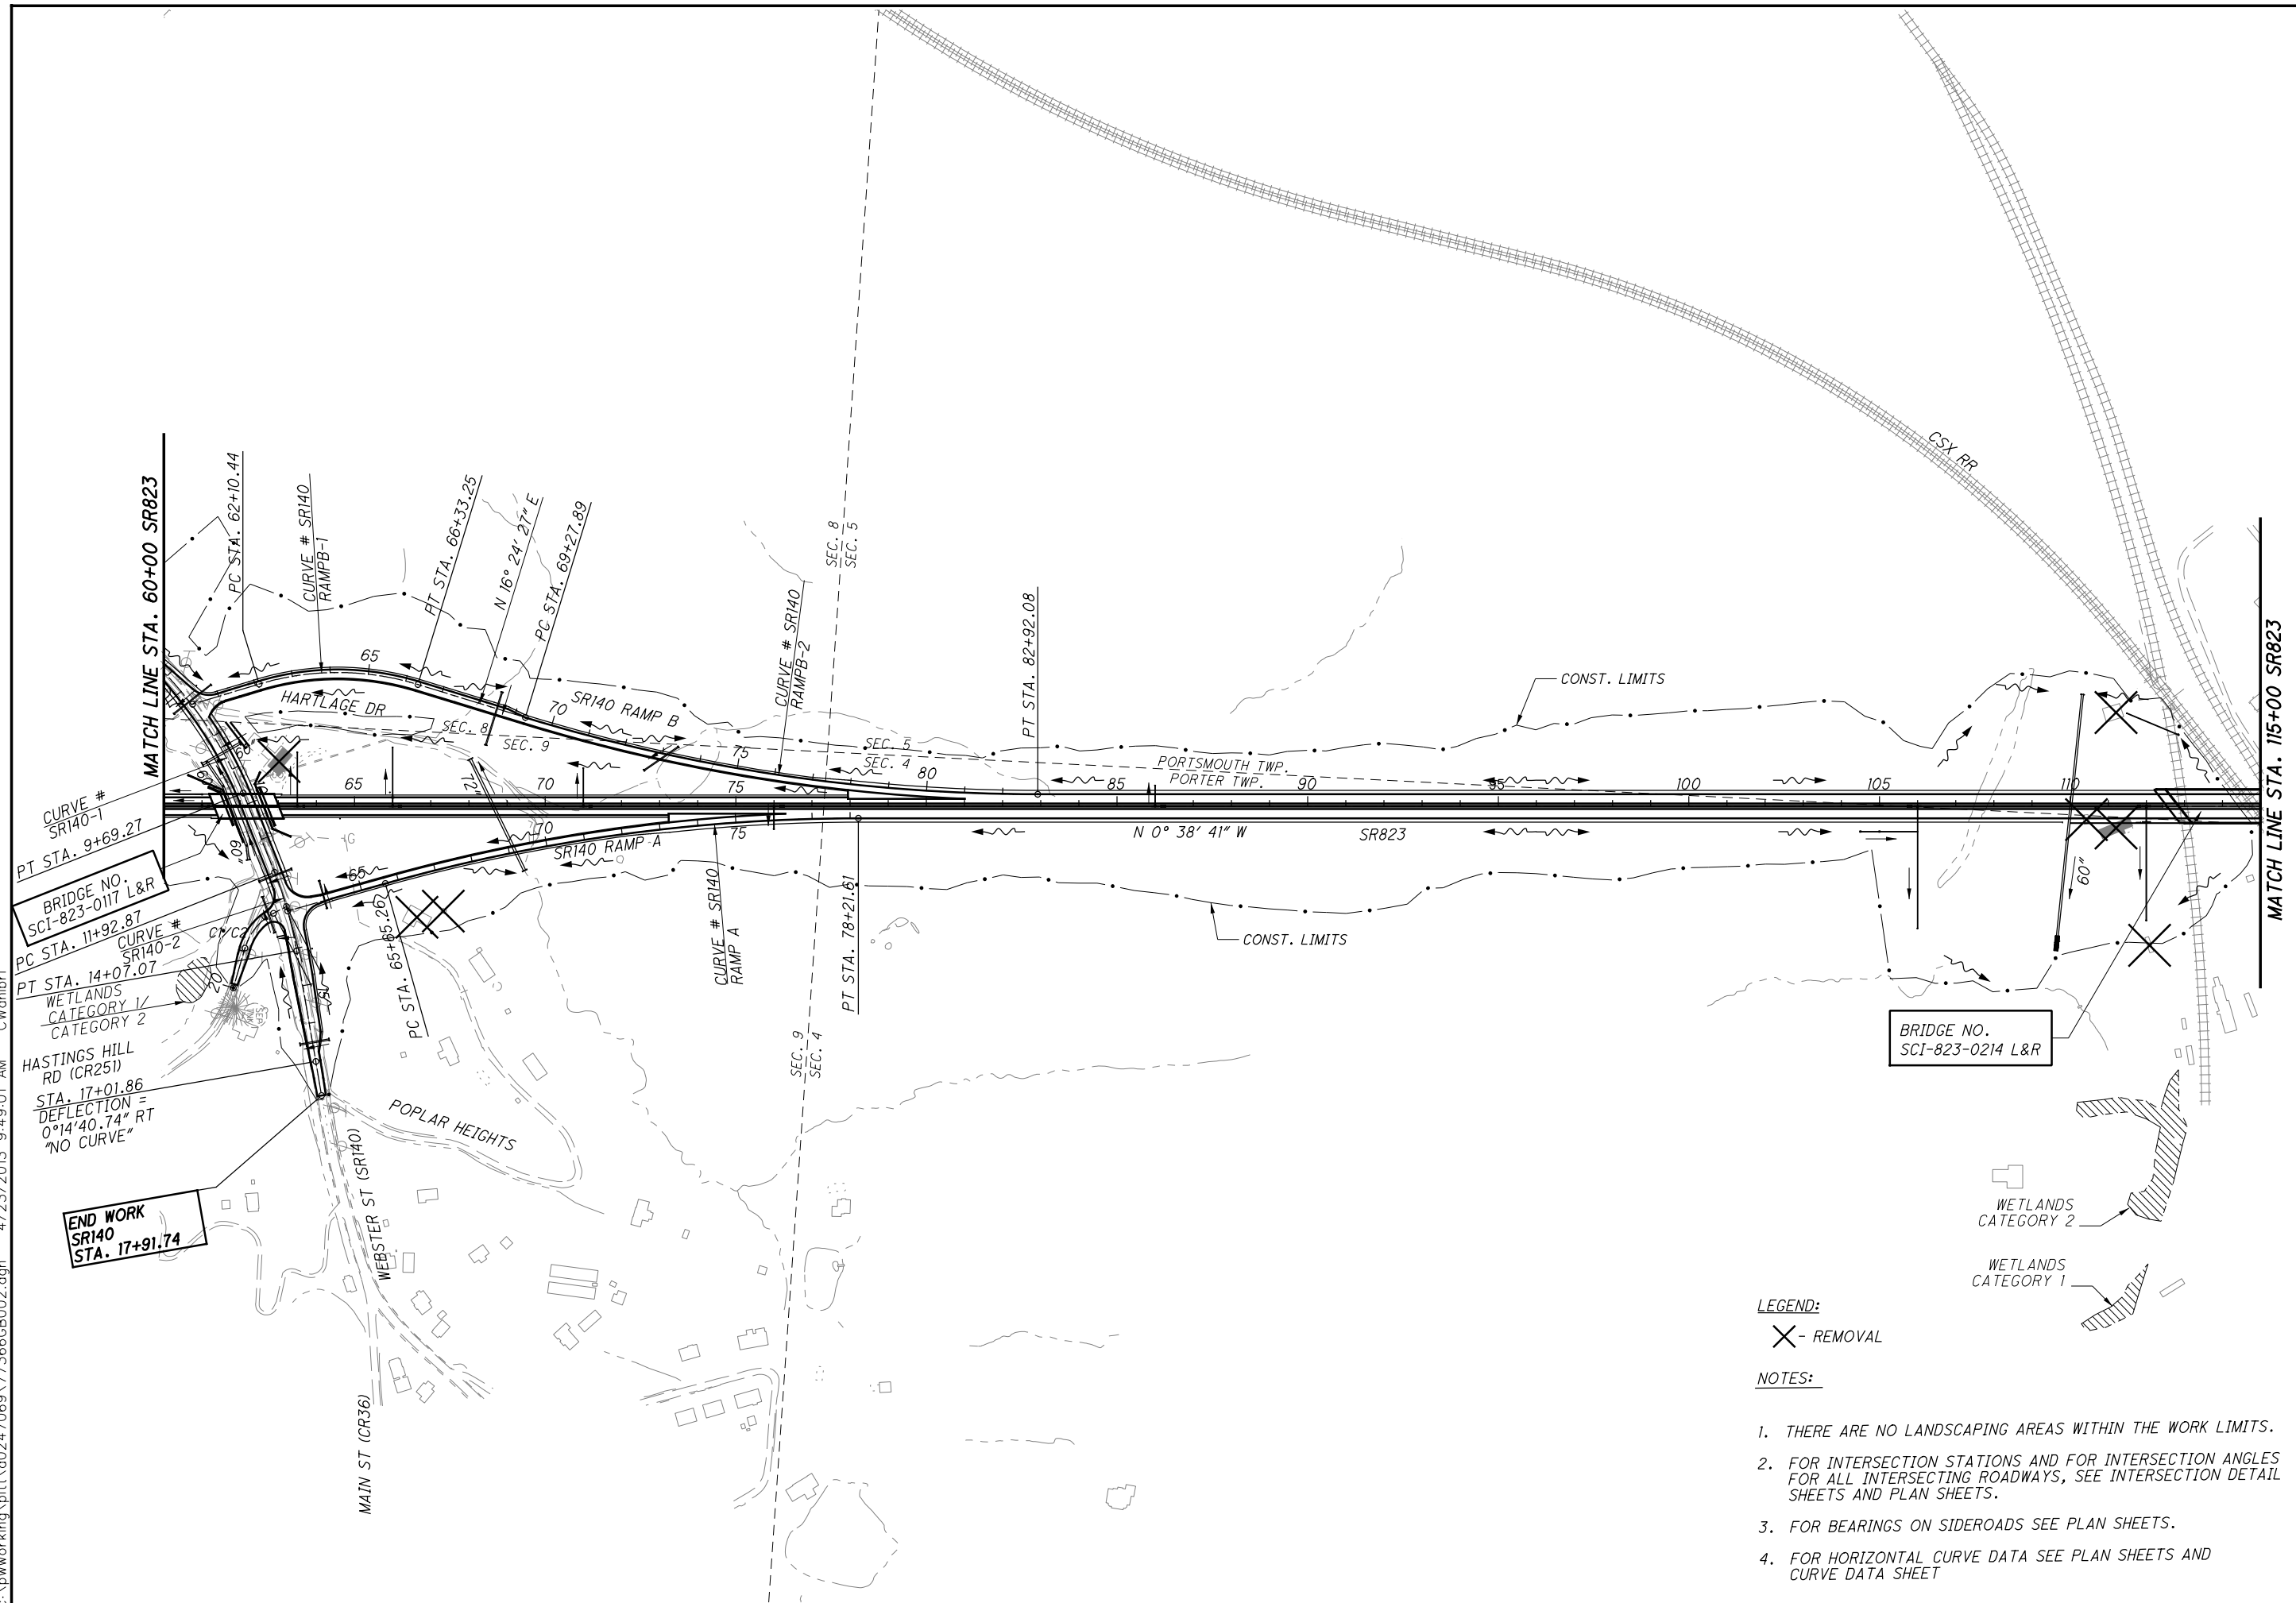 MATCH LINE STA. 60+00 SR823
PC STA. 62+10.44
CURVE # SR140
RAMPB-1
PT STA. 66+33.25
N 16° 24' 27" E
PC STA. 69+27.89
CURVE # SR140
RAMPB-2
SEC. 8
SEC. 5
PT STA. 82+92.08
CSX RR
MATCH LINE STA. 115+00 SR823
CONST. LIMITS
65
HARTLAGE DR
70
SR140 RAMP B
SEC. 8
SEC. 9
75
SEC. 5
SEC. 4
80
PORTSMOUTH TWP.
PORTER TWP.
60"
60"
65
72"
70
75
85
90
95
100
105
110
N 0° 38' 41" W
SR823
60"
70
75
SR140 RAMP A
65
60"
CURVE #
SR140-1
PT STA. 9+69.27
BRIDGE NO.
SCI-823-0117 L&R
PC STA. 11+92.87
CURVE #
SR140-2
PT STA. 14+07.07
WETLANDS
CATEGORY 1/
CATEGORY 2
20
15
PC STA. 65+65.26
CURVE # SR140
RAMP A
PT STA. 78+21.61
CONST. LIMITS
SEC. 9
SEC. 4
HASTINGS HILL
RD (CR251)
STA. 17+01.86
DEFLECTION =
0°14'40.74" RT
"NO CURVE"
POPLAR HEIGHTS
WEBSTER ST (SR140)
END WORK
SR140
STA. 17+91.74
MAIN ST (CR36)
BRIDGE NO.
SCI-823-0214 L&R
WETLANDS
CATEGORY 2
WETLANDS
CATEGORY 1
LEGEND:
- REMOVAL
NOTES:
1. THERE ARE NO LANDSCAPING AREAS WITHIN THE WORK LIMITS.
2. FOR INTERSECTION STATIONS AND FOR INTERSECTION ANGLES
FOR ALL INTERSECTING ROADWAYS, SEE INTERSECTION DETAIL
SHEETS AND PLAN SHEETS.
3. FOR BEARINGS ON SIDEROADS SEE PLAN SHEETS.
4. FOR HORIZONTAL CURVE DATA SEE PLAN SHEETS AND
CURVE DATA SHEET